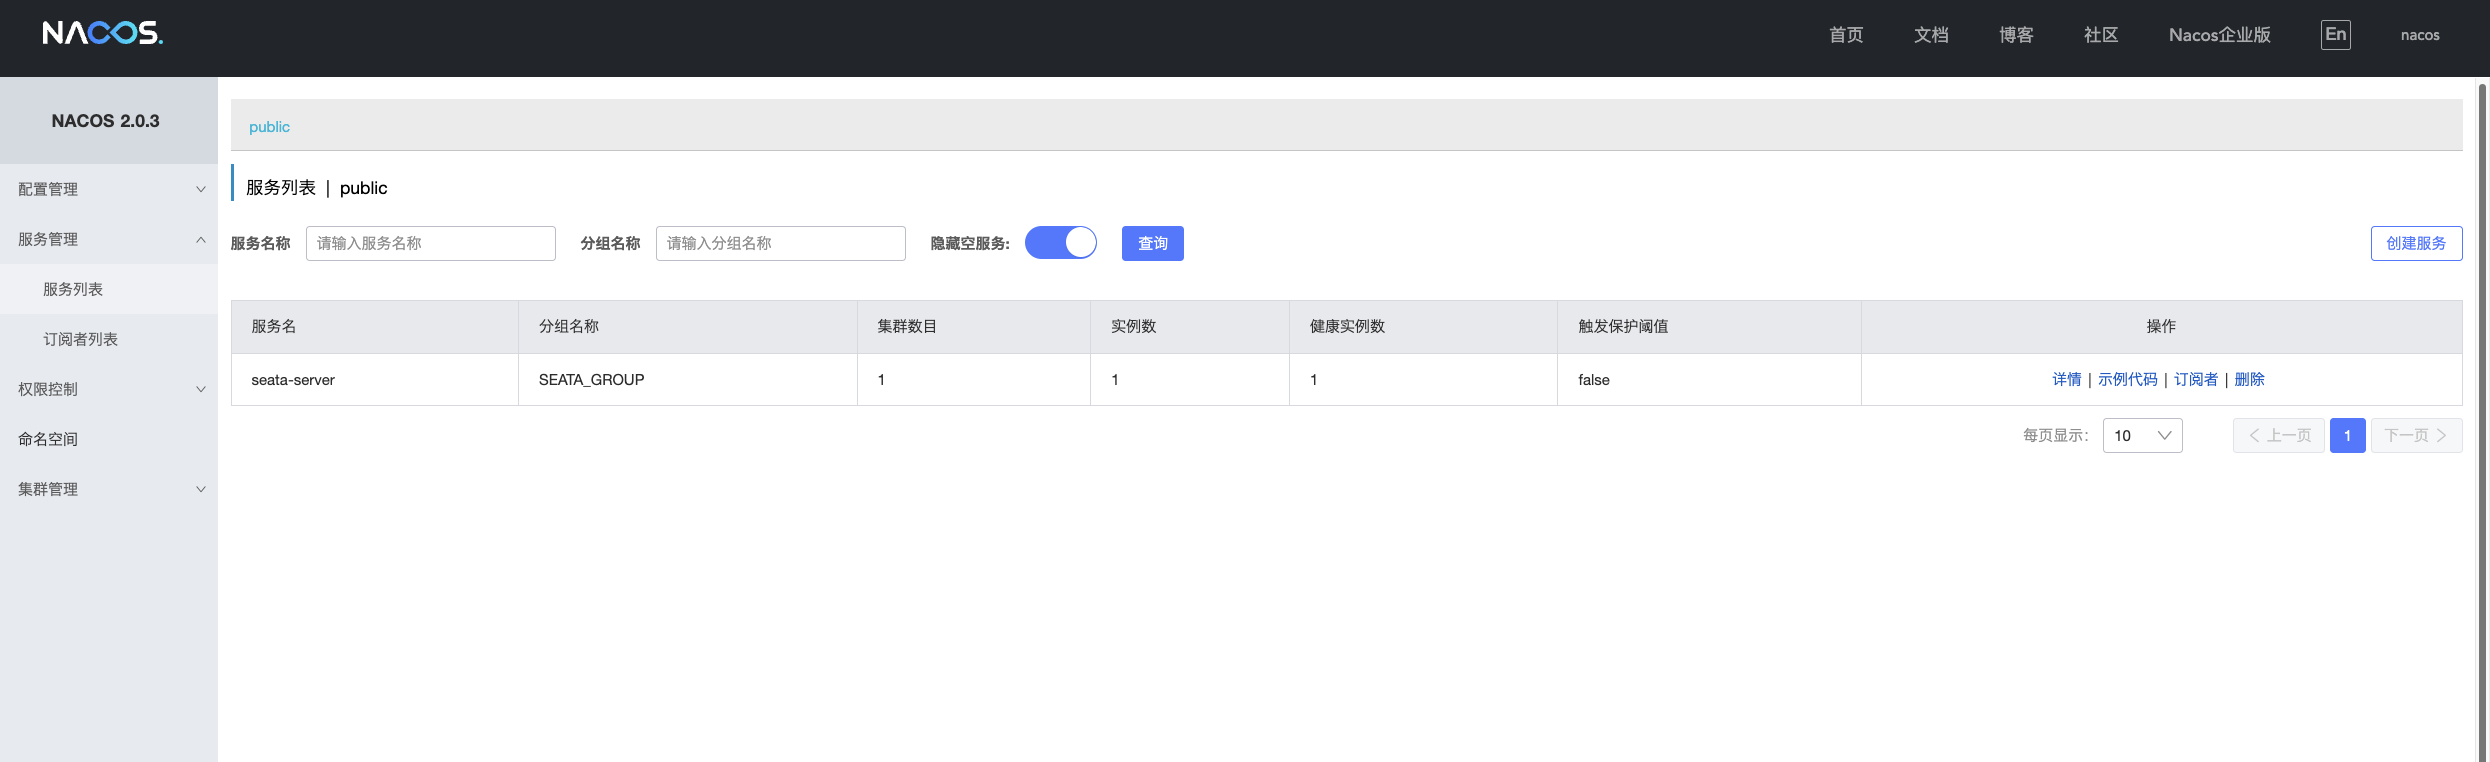 NACOS.
首页 文档 博客 社区 Nacos企业版 En nacos
NACOS 2.0.3
配置管理
服务管理
服务列表
订阅者列表
权限控制
命名空间
集群管理
public
服务列表 | public
服务名称 请输入服务名称 分组名称 请输入分组名称 隐藏空服务: 查询 创建服务
服务名 分组名称 集群数目 实例数 健康实例数 触发保护阈值 操作
seata-server SEATA_GROUP 1 1 1 false 详情 | 示例代码 | 订阅者 | 删除
每页显示: 10 上一页 1 下一页